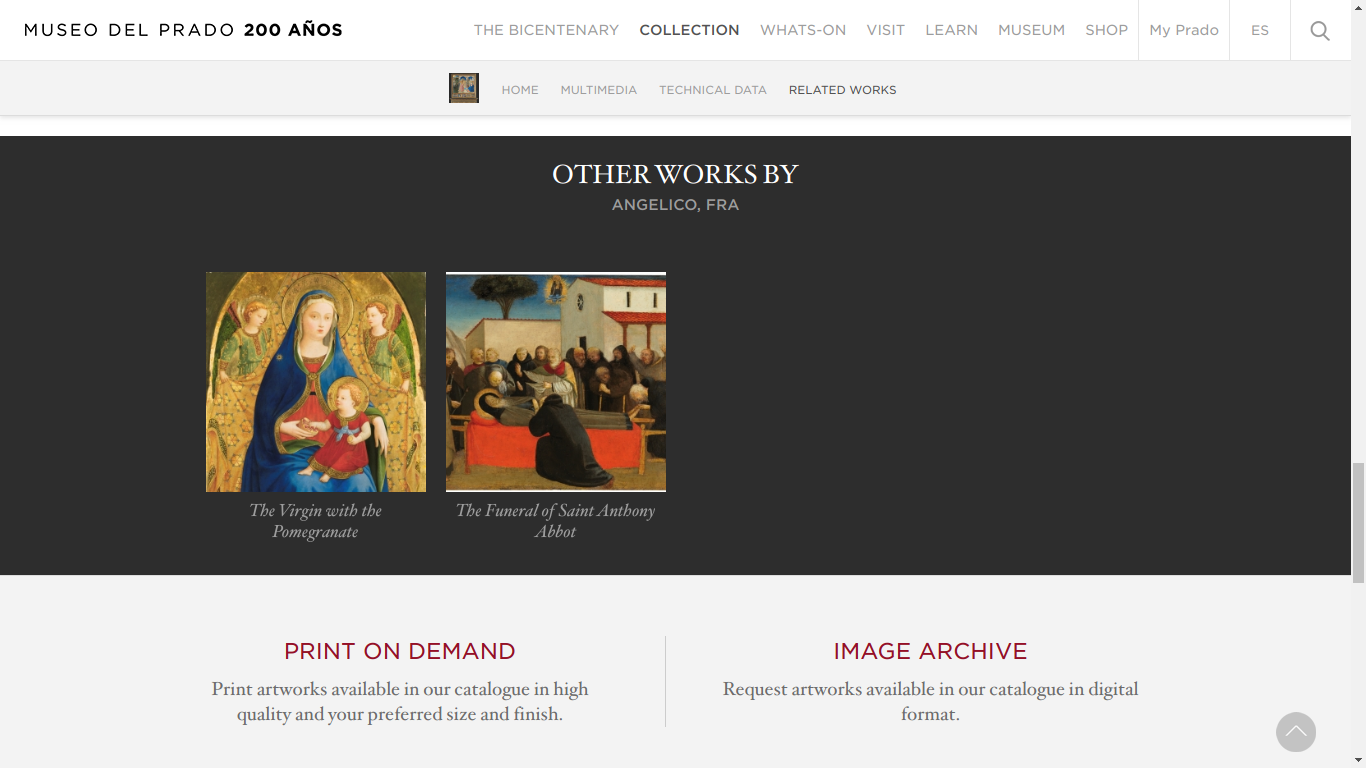 MUSEO DEL PRADO 200 AÑOS
THE BICENTENARY
COLLECTION
WHATS-ON
VISIT
LEARN
MUSEUM
SHOP
My Prado
ES
HOME
MULTIMEDIA
TECHNICAL DATA
RELATED WORKS
OTHER WORKS BY
ANGELICO, FRA
The Virgin with the
Pomegranate
The Funeral of Saint Anthony
Abbot
PRINT ON DEMAND
Print artworks available in our catalogue in high
quality and your preferred size and finish.
IMAGE ARCHIVE
Request artworks available in our catalogue in digital
format.